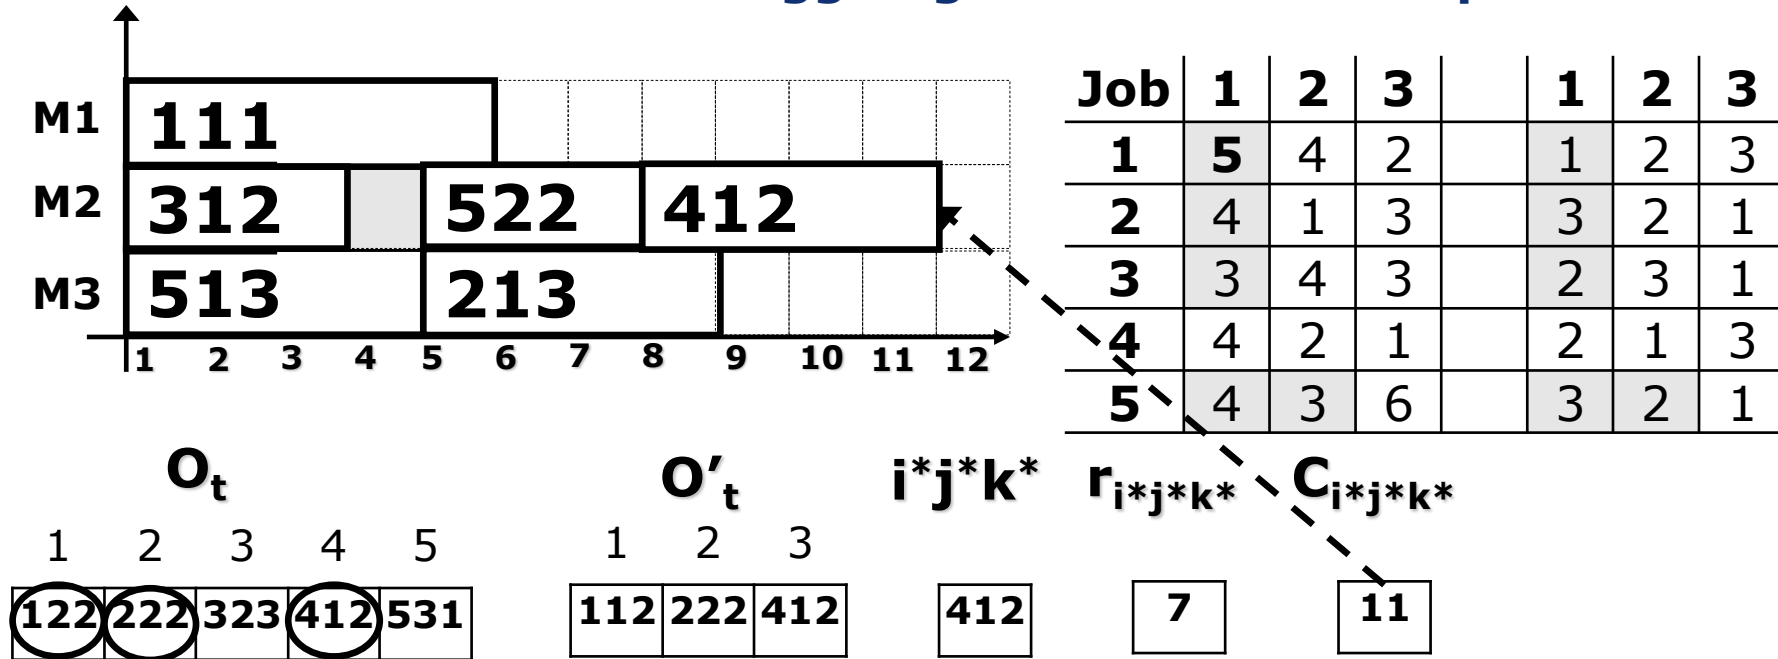 M1
111
M2
312
522
412
M3
513
213
1 2 3 4 5 6 7 8 9 10 11 12
Job 1 2 3 1 2 3
1 5 4 2 1 2 3
2 4 1 3 3 2 1
3 3 4 3 2 3 1
4 4 2 1 2 1 3
5 4 3 6 3 2 1
Ot O’t i*j*k* ri*j*k* Ci*j*k*
1 2 3 4 5 1 2 3
122 222 323 412 531 112 222 412 412 7 11